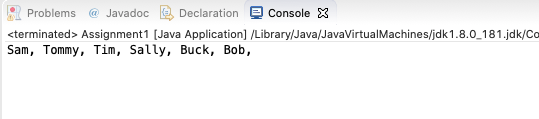 Problems @ Javadoc Declaration Console
<terminated> Assignment1 [Java Application] /Library/Java/JavaVirtualMachines/jdk1.8.0_181.jdk/Co
Sam, Tommy, Tim, Sally, Buck, Bob,